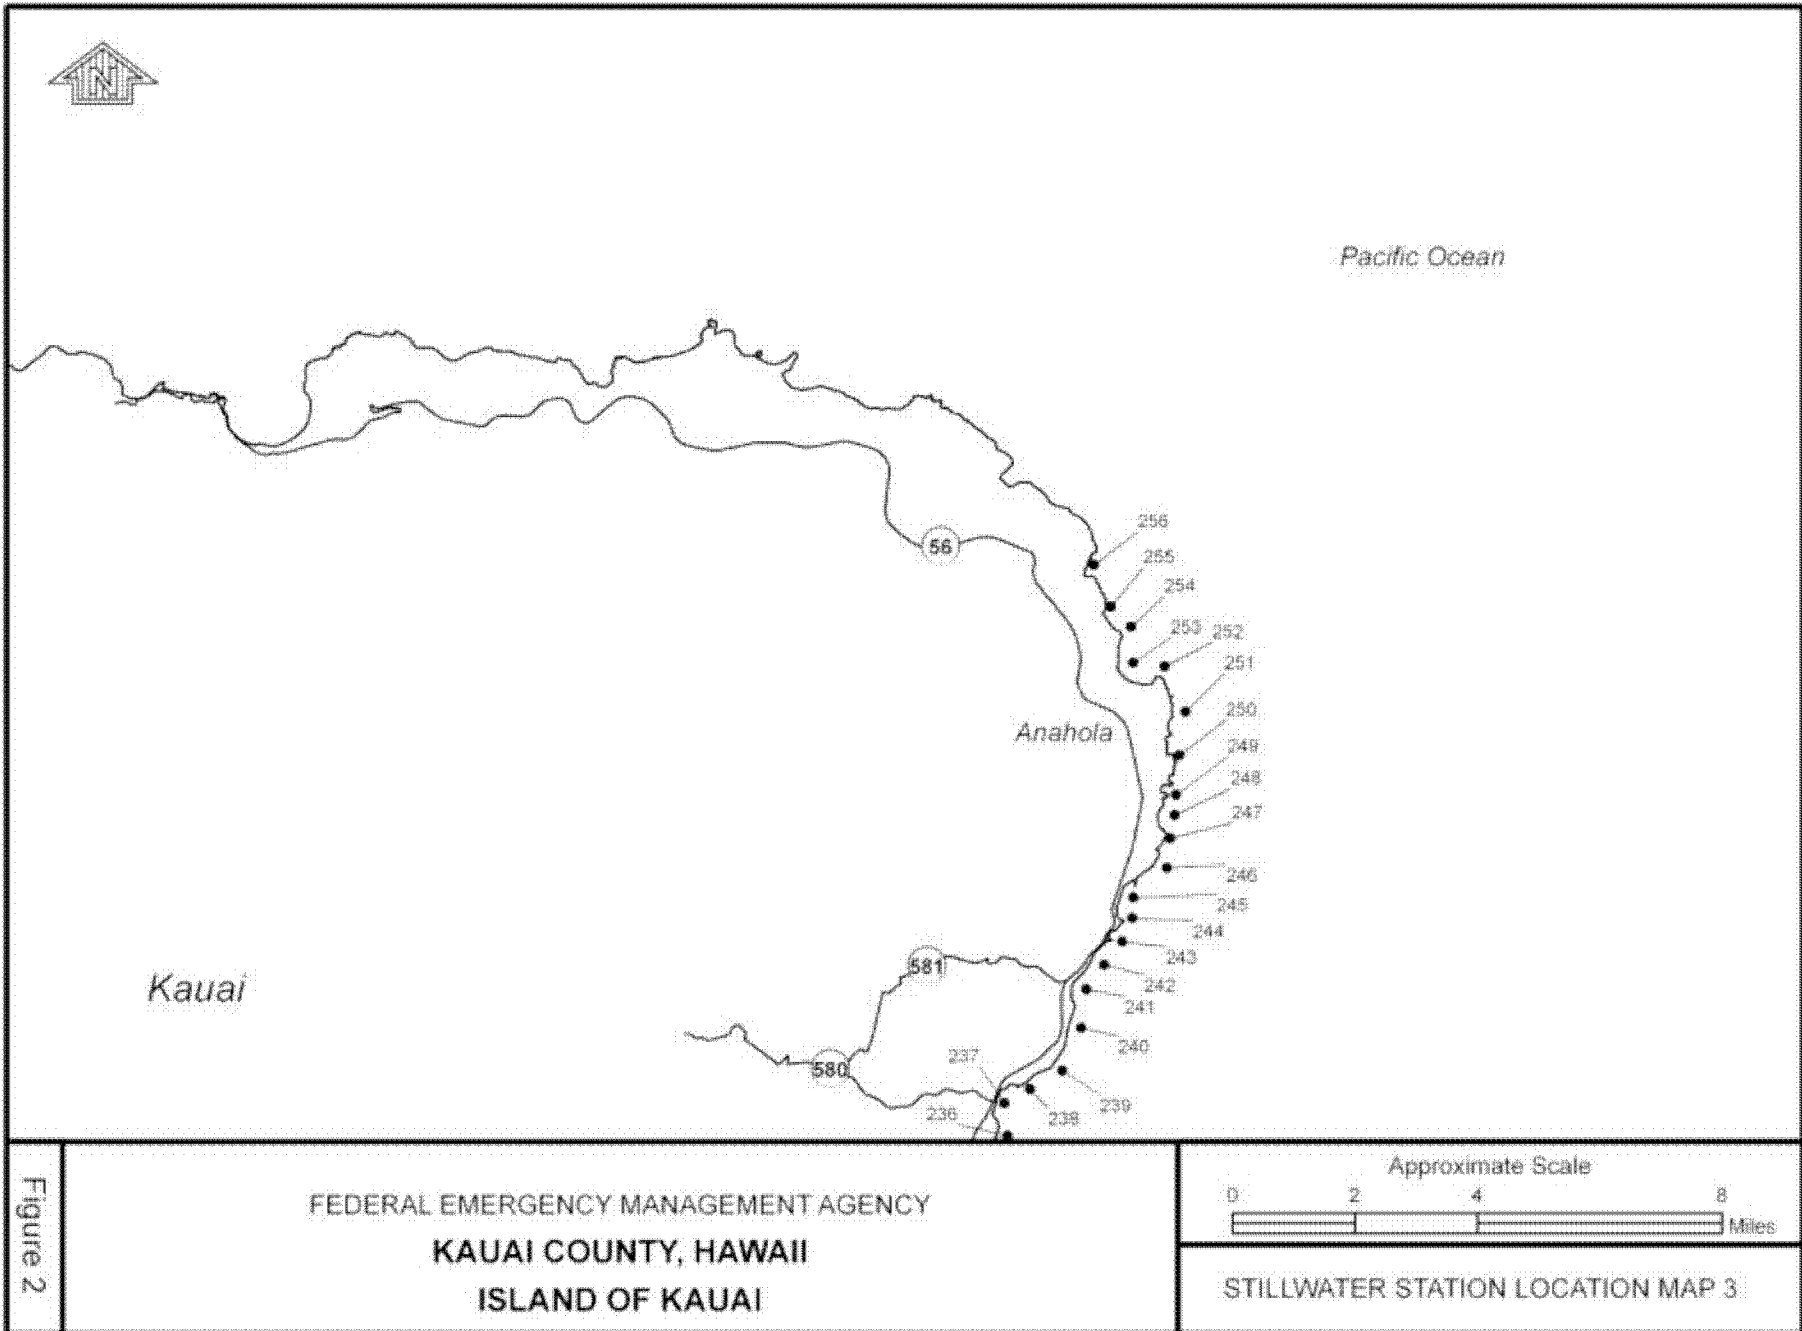 N
Pacific Ocean
256
56
255
254
253
252
251
250
Anahola
249
248
247
246
245
244
243
581
242
Kauai
241
240
237
580
239
236
238
Figure 2
FEDERAL EMERGENCY MANAGEMENT AGENCY
KAUAI COUNTY, HAWAII
ISLAND OF KAUAI
Approximate Scale
0 2 4 8
Miles
STILLWATER STATION LOCATION MAP 3